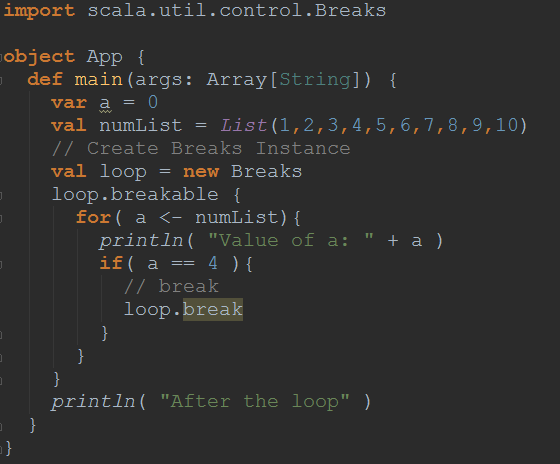 import scala.util.control.Breaks
object App {
def main(args: Array[String]) {
var a = 0
val numList = List(1,2,3,4,5,6,7,8,9,10)
// Create Breaks Instance
val loop = new Breaks
loop.breakable {
for( a <- numList){
println( "Value of a: " + a )
if( a == 4 ){
// break
loop.break
}
}
}
println( "After the loop" )
}
}